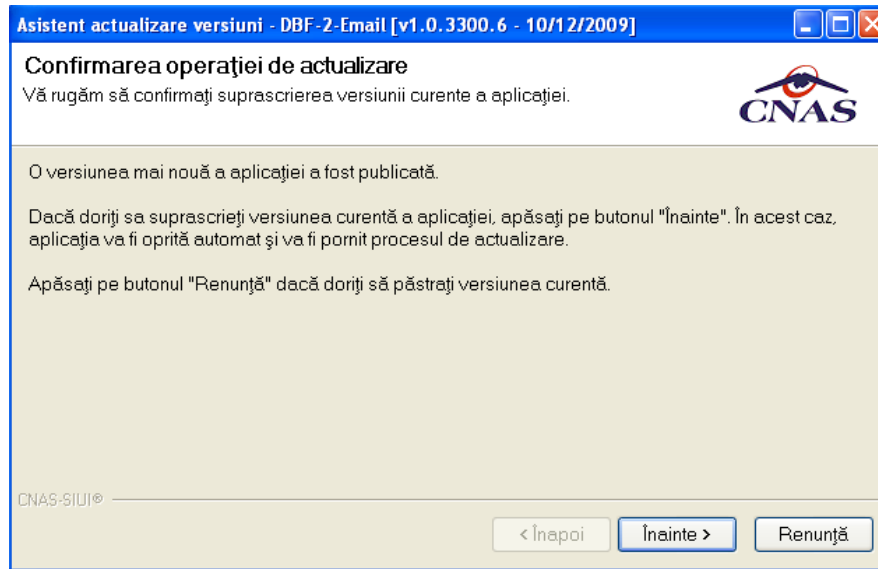 Asistent actualizare versiuni - DBF-2-Email [v1.0.3300.6 - 10/12/2009]
Confirmarea operaţiei de actualizare
Vă rugăm să confirmaţi suprascrierea versiunii curente a aplicaţiei.
CNAS
O versiunea mai nouă a aplicaţiei a fost publicată.
Dacă doriţi sa suprascrieţi versiunea curentă a aplicaţiei, apăsaţi pe butonul "Înainte". În acest caz,
aplicaţia va fi oprită automat şi va fi pornit procesul de actualizare.
Apăsaţi pe butonul "Renunţă" dacă doriţi să păstraţi versiunea curentă.
CNAS-SIUI®
< Înapoi Înainte > Renunţă